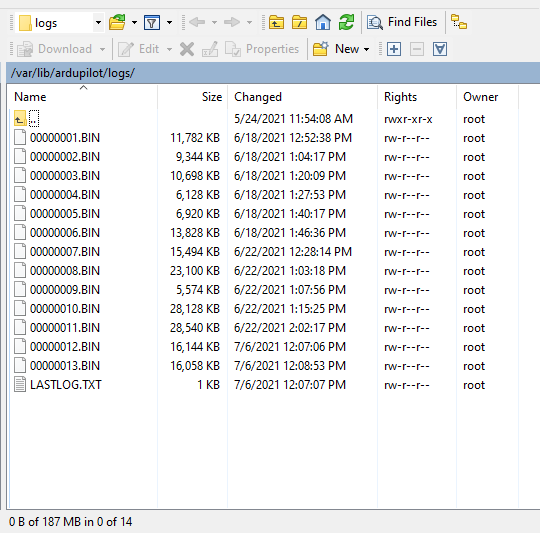 logs Find Files
Download Edit Properties New
/var/lib/ardupilot/logs/
Name Size Changed Rights Owner
.. 5/24/2021 11:54:08 AM rwxr-xr-x root
00000001.BIN 11,782 KB 6/18/2021 12:52:38 PM rw-r--r-- root
00000002.BIN 9,344 KB 6/18/2021 1:04:17 PM rw-r--r-- root
00000003.BIN 10,698 KB 6/18/2021 1:20:09 PM rw-r--r-- root
00000004.BIN 6,128 KB 6/18/2021 1:27:53 PM rw-r--r-- root
00000005.BIN 6,920 KB 6/18/2021 1:40:17 PM rw-r--r-- root
00000006.BIN 13,828 KB 6/18/2021 1:46:36 PM rw-r--r-- root
00000007.BIN 15,494 KB 6/22/2021 12:28:14 PM rw-r--r-- root
00000008.BIN 23,100 KB 6/22/2021 1:03:18 PM rw-r--r-- root
00000009.BIN 5,574 KB 6/22/2021 1:07:56 PM rw-r--r-- root
00000010.BIN 28,128 KB 6/22/2021 1:15:25 PM rw-r--r-- root
00000011.BIN 28,540 KB 6/22/2021 2:02:17 PM rw-r--r-- root
00000012.BIN 16,144 KB 7/6/2021 12:07:06 PM rw-r--r-- root
00000013.BIN 16,058 KB 7/6/2021 12:08:53 PM rw-r--r-- root
LASTLOG.TXT 1 KB 7/6/2021 12:07:07 PM rw-r--r-- root
0 B of 187 MB in 0 of 14